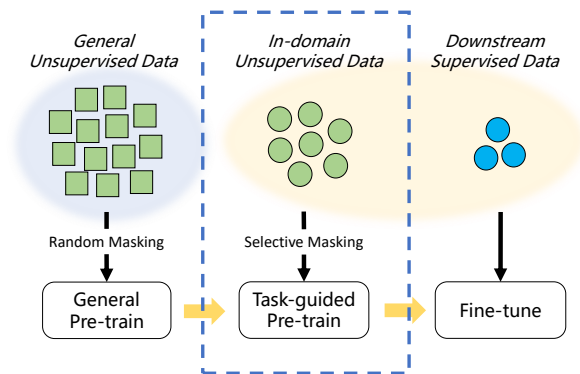 General
Unsupervised Data
In-domain
Unsupervised Data
Downstream
Supervised Data
Random Masking
Selective Masking
General
Pre-train
Task-guided
Pre-train
Fine-tune